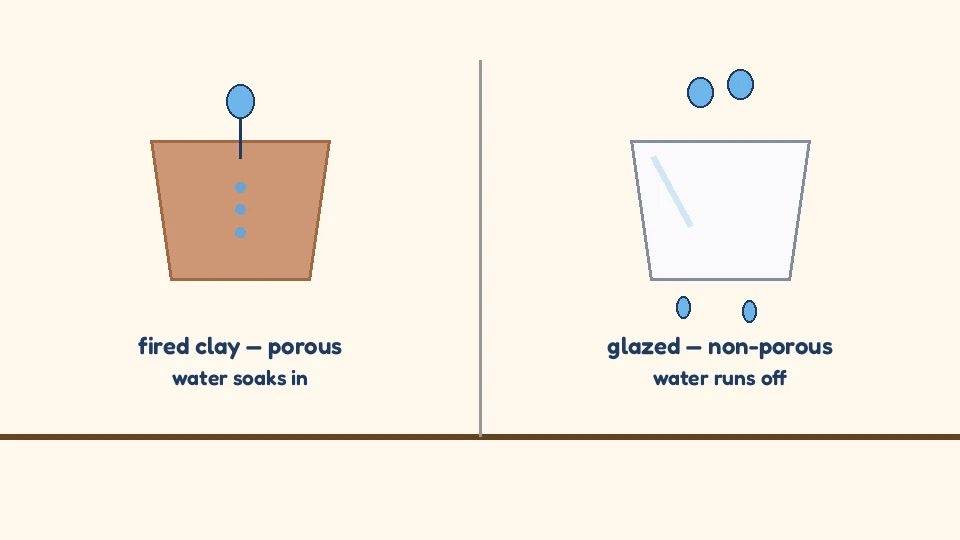 fired clay — porous
water soaks in
glazed — non-porous
water runs off